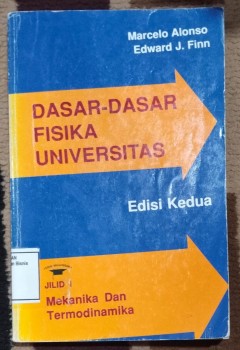 Marcelo Alonso
Edward J. Finn
DASAR-DASAR
FISIKA
UNIVERSITAS
Edisi Kedua
JILID
Mekanika Dan
Termodinamika